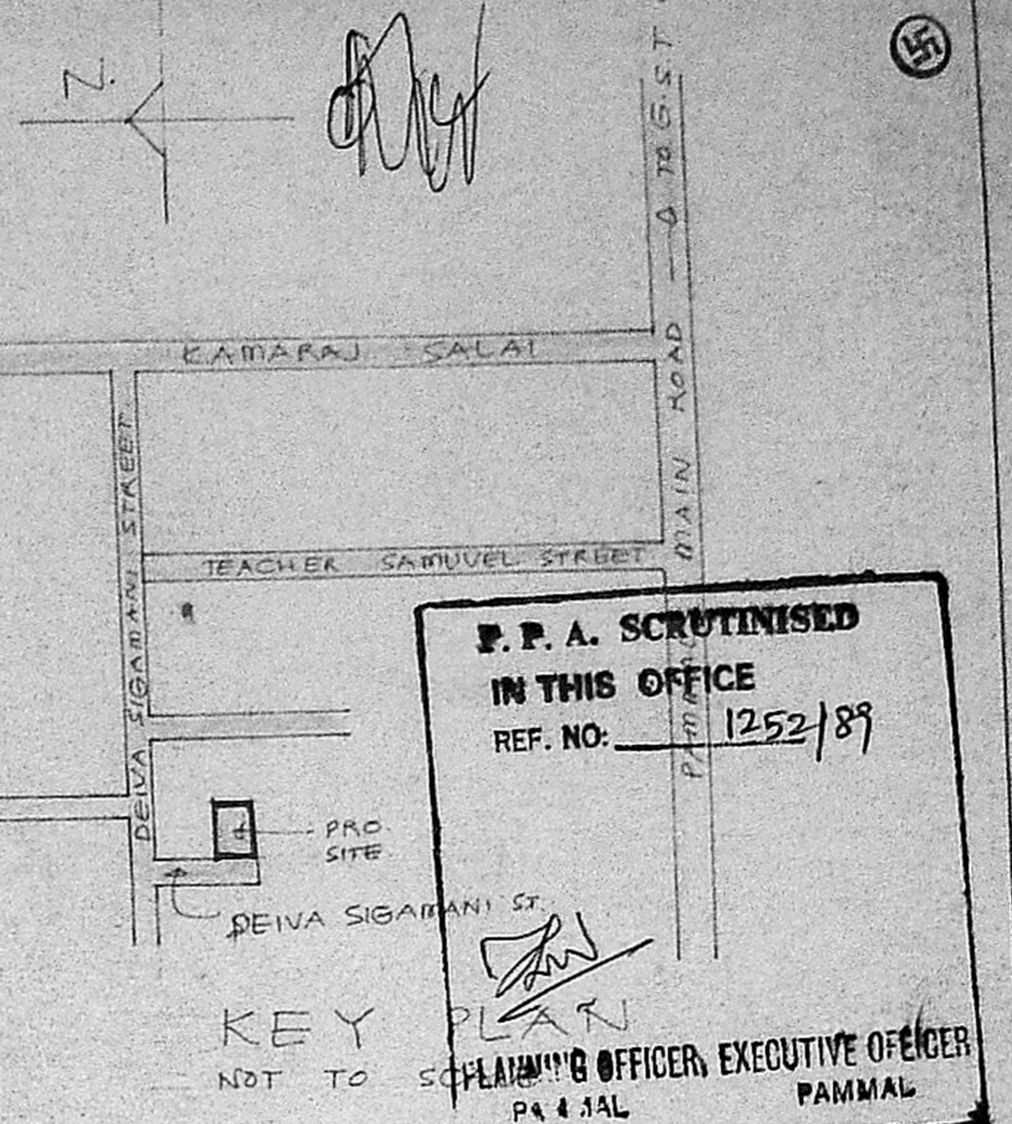 N.
TO G.S.T
KAMARAJ SALAI
MAIN ROAD
DEIVA SIGAMANI STREET
TEACHER SAMUVEL STREET
P. P. A. SCRUTINISED
IN THIS OFFICE
REF. NO: 1252/89
PAMMAL
PRO.
SITE.
DEIVA SIGAMANI ST.
KEY PLAN
NOT TO SCALE
PLANNING OFFICER, EXECUTIVE OFFICER
PAMMAL PAMMAL